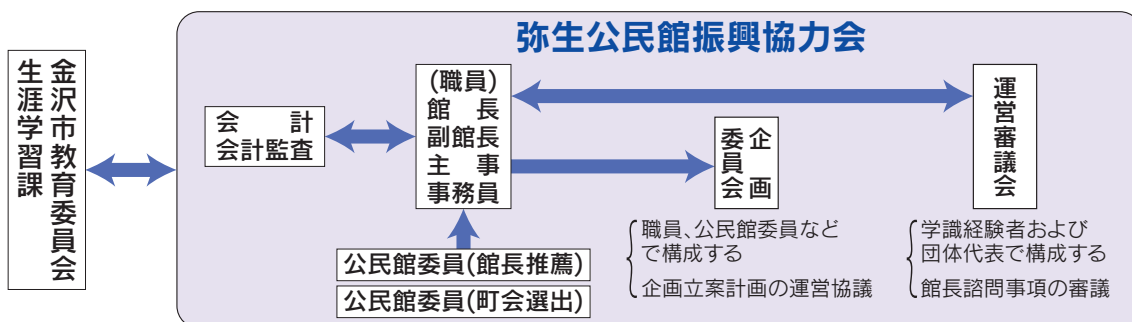 弥生公民館振興協力会
金沢市教育委員会
生涯学習課
会計
会計監査
(職員)
館長
副館長
主事
事務員
企画
委員会
運営審議会
公民館委員(館長推薦)
公民館委員(町会選出)
職員、公民館委員など
で構成する
企画立案計画の運営協議
学識経験者および
団体代表で構成する
館長諮問事項の審議